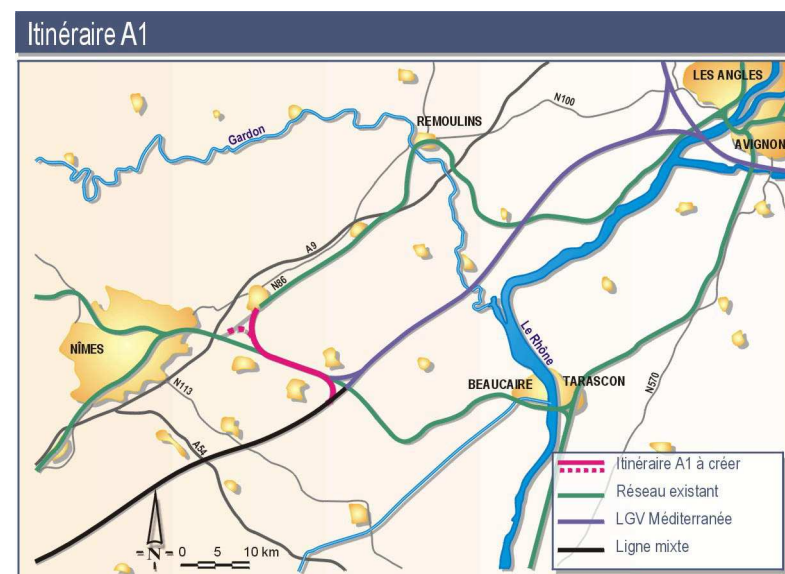 Itinéraire A1
LES ANGLES
N100
REMOULINS
Gardon
AVIGNON
A9
N86
Le Rhône
NÎMES
BEAUCAIRE
TARASCON
N113
N570
A54
Itinéraire A1 à créer
Réseau existant
LGV Méditerranée
Ligne mixte
N
0 5 10 km